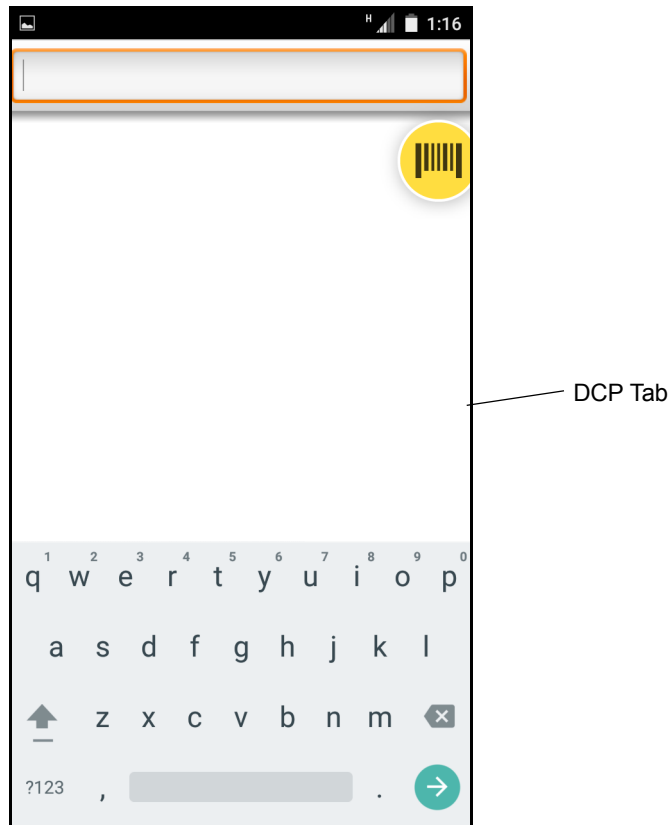 H 1:16
DCP Tab
1 2 3 4 5 6 7 8 9 0
q w e r t y u i o p
a s d f g h j k l
z x c v b n m
?123 , .